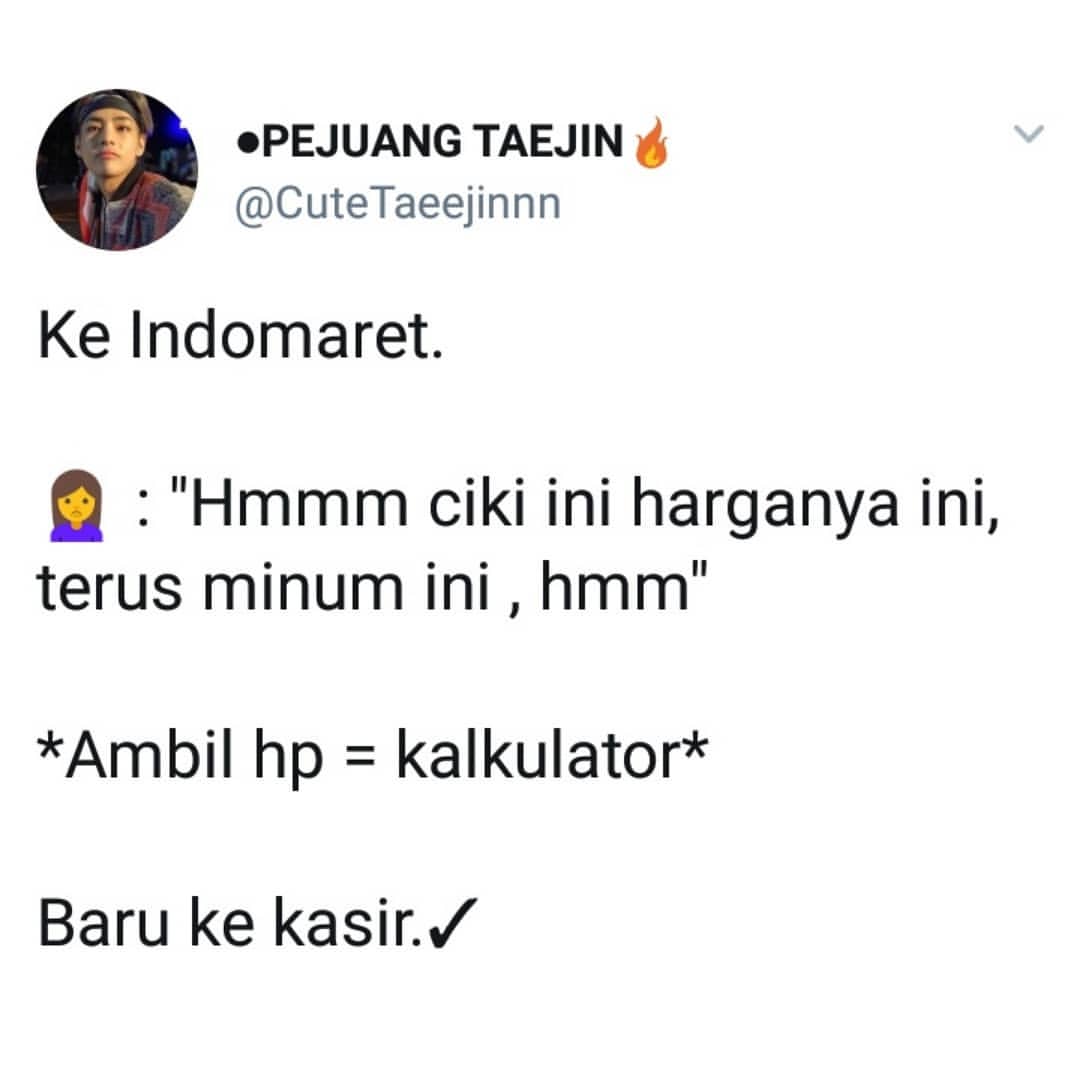 ●PEJUANG TAEJIN🔥
@CuteTaeejinnn
Ke Indomaret.
🙍‍♀️ : "Hmmm ciki ini harganya ini,
terus minum ini , hmm"
*Ambil hp = kalkulator*
Baru ke kasir.✓